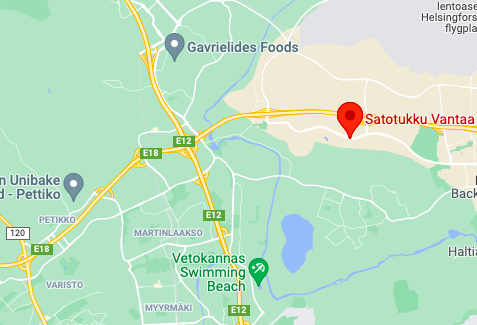 lentoase
Helsingfors
flygpla
Gavrielides Foods
Satotukku Vantaa
E12
E18
n Unibake
d - Pettiko
Back
PETIKKO
E12
120
MARTINLAAKSO
E18
Haltia
Vetokannas
Swimming
Beach
VARISTO
MYYRMÄKI
E12